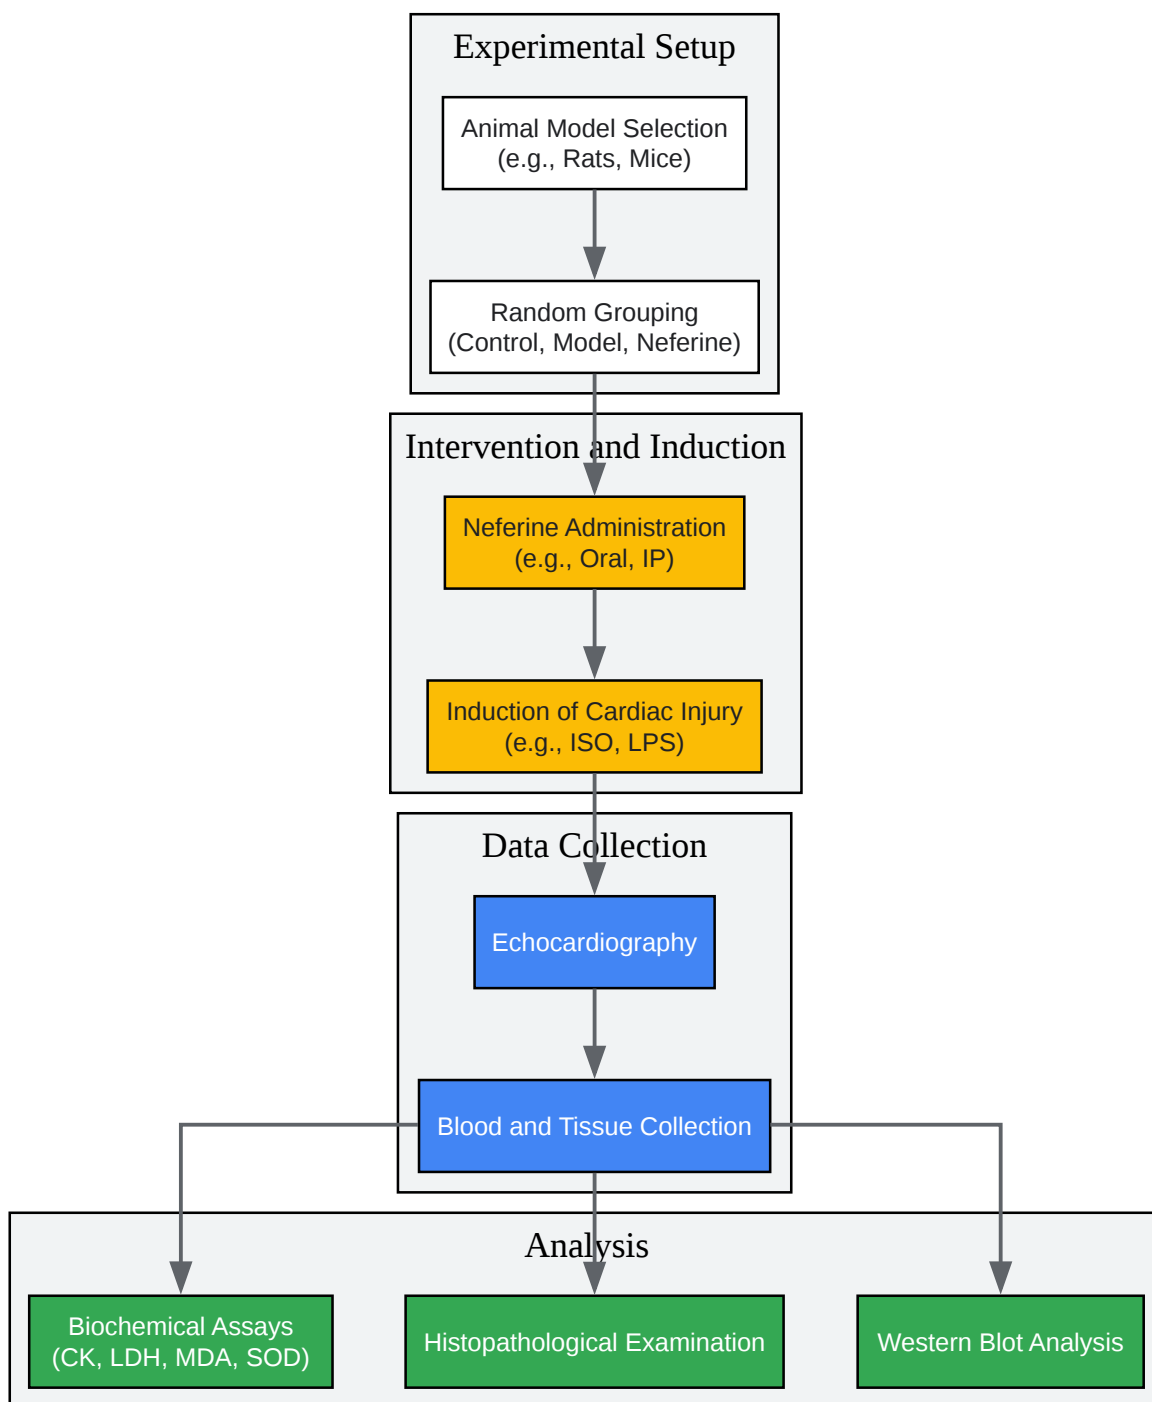 Experimental Setup
Animal Model Selection
(e.g., Rats, Mice)
Random Grouping
(Control, Model, Neferine)
Intervention and Induction
Neferine Administration
(e.g., Oral, IP)
Induction of Cardiac Injury
(e.g., ISO, LPS)
Data Collection
Echocardiography
Blood and Tissue Collection
Analysis
Biochemical Assays
(CK, LDH, MDA, SOD)
Histopathological Examination
Western Blot Analysis